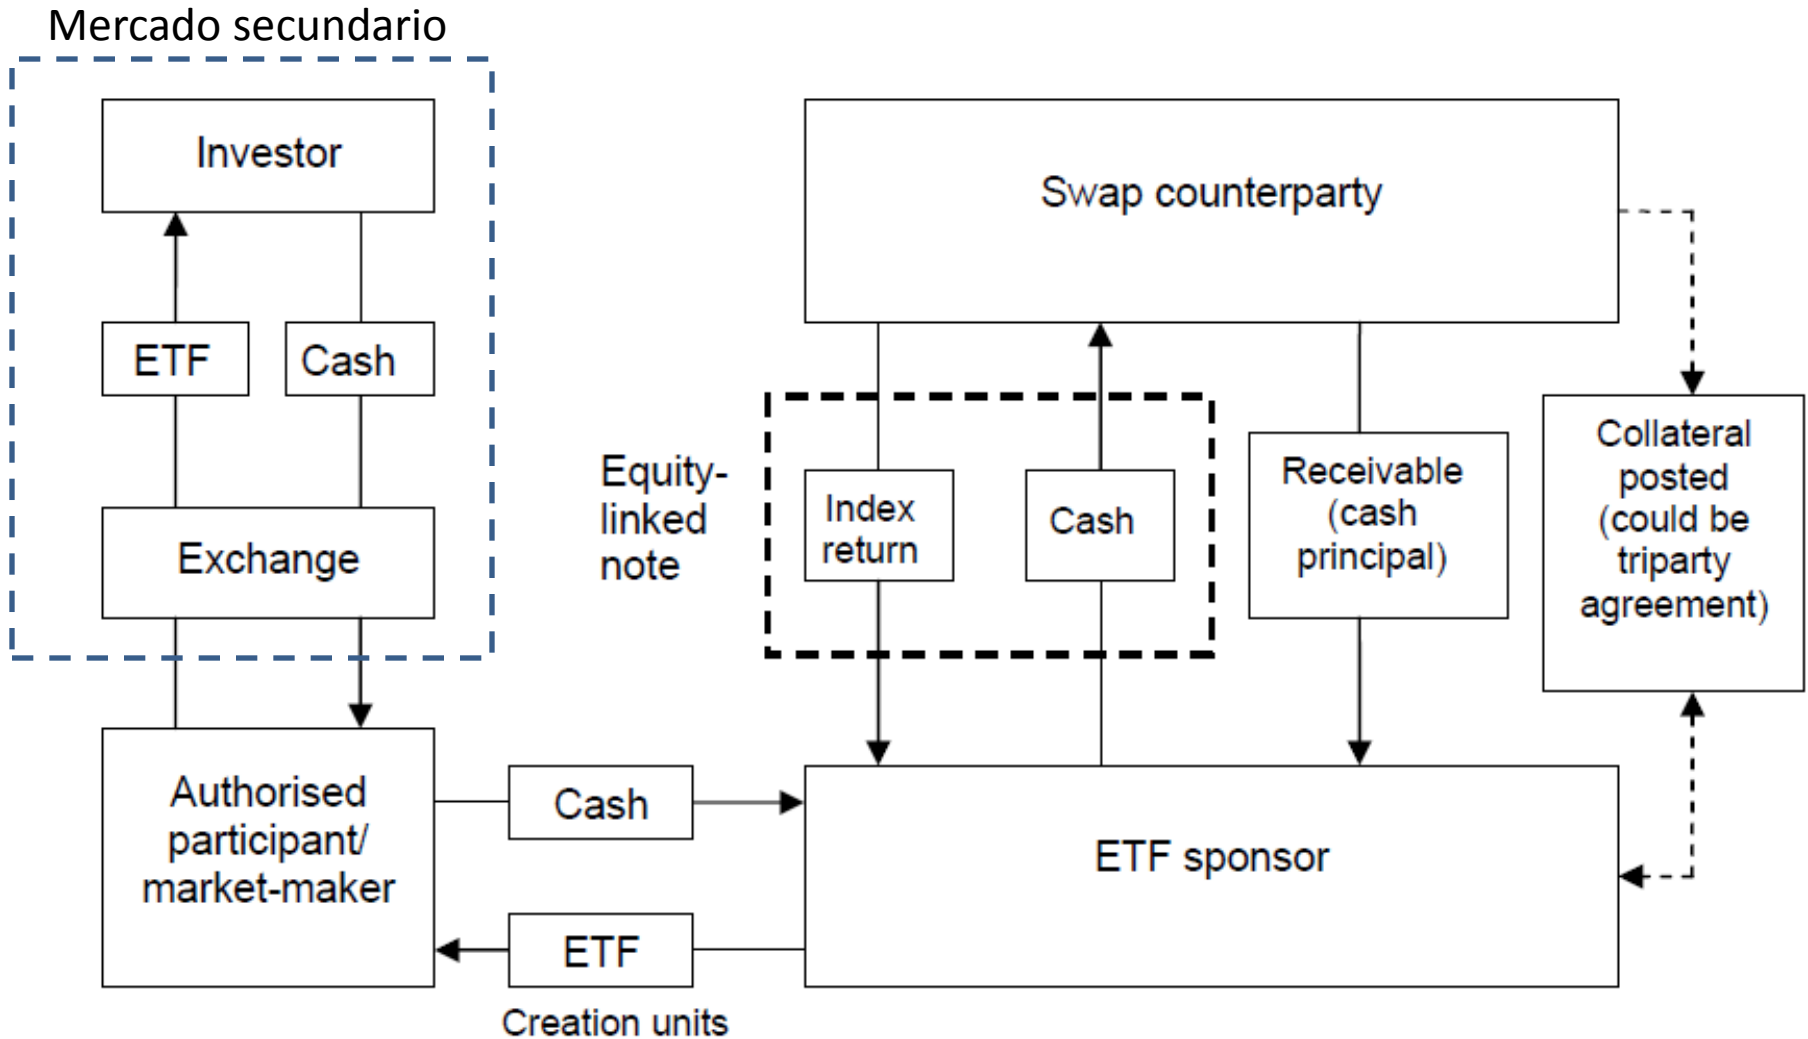 Mercado secundario
Investor
ETF
Cash
Exchange
Authorised
participant/
market-maker
Cash
ETF
Creation units
Swap counterparty
Equity-
linked
note
Index
return
Cash
Receivable
(cash
principal)
Collateral
posted
(could be
triparty
agreement)
ETF sponsor